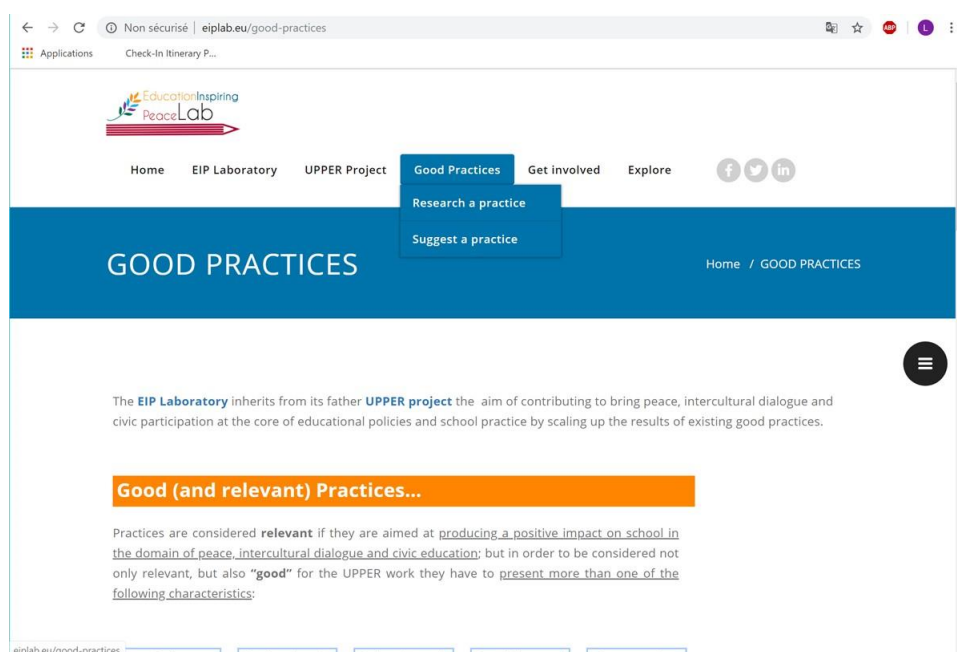 Non sécurisé | eiplab.eu/good-practices
ABP
L
Applications
Check-In Itinerary P...
EducationInspiring
PeaceLab
Home EIP Laboratory UPPER Project Good Practices Get involved Explore
Research a practice
Suggest a practice
GOOD PRACTICES
Home / GOOD PRACTICES
The EIP Laboratory inherits from its father UPPER project the aim of contributing to bring peace, intercultural dialogue and
civic participation at the core of educational policies and school practice by scaling up the results of existing good practices.
Good (and relevant) Practices...
Practices are considered relevant if they are aimed at producing a positive impact on school in
the domain of peace, intercultural dialogue and civic education; but in order to be considered not
only relevant, but also "good" for the UPPER work they have to present more than one of the
following characteristics:
eiplab.eu/good-practices